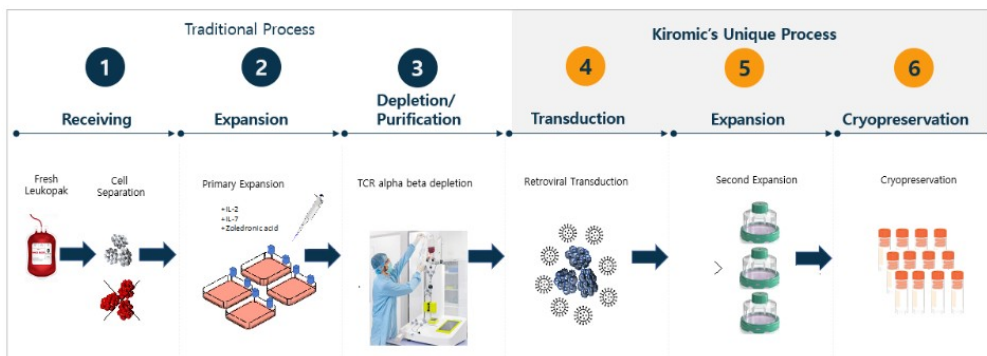 Traditional Process
Kiromic's Unique Process
1
2
3
4
5
6
Receiving
Expansion
Depletion/
Purification
Transduction
Expansion
Cryopreservation
Fresh
Leukopak
Cell
Separation
Primary Expansion
+IL-2
+IL-7
+Zoledronic acid
TCR alpha beta depletion
Retroviral Transduction
Second Expansion
Cryopreservation